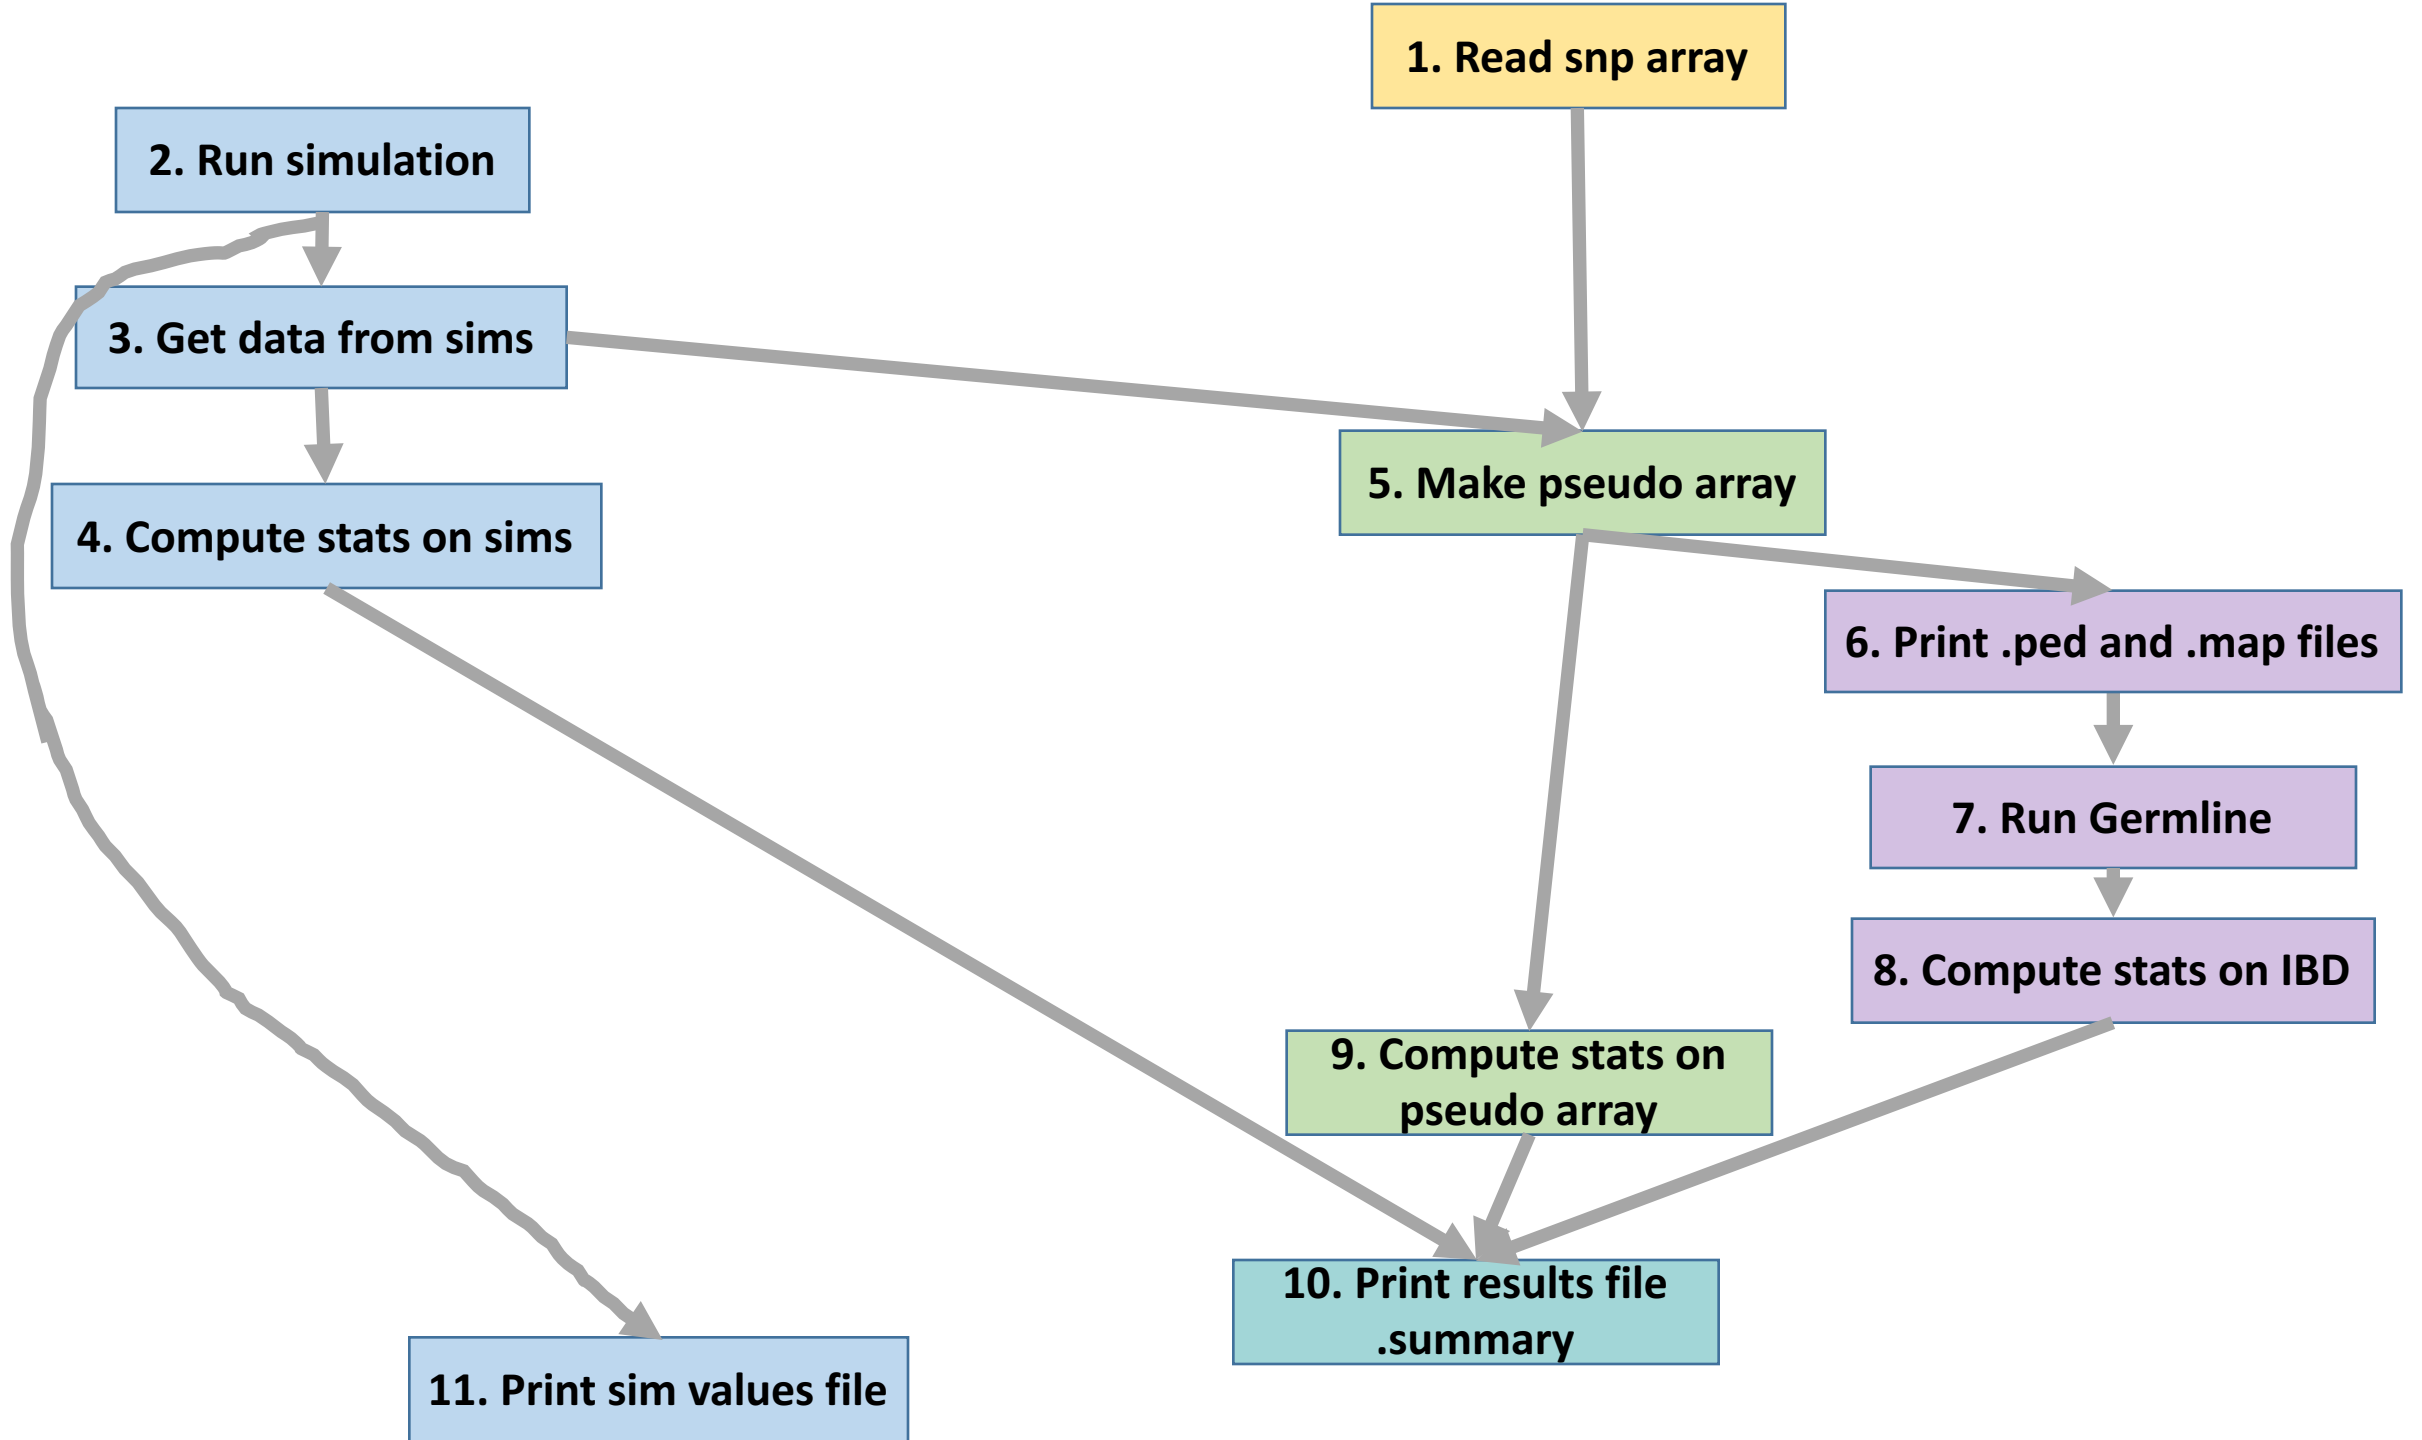 1. Read snp array
2. Run simulation
3. Get data from sims
4. Compute stats on sims
5. Make pseudo array
6. Print .ped and .map files
7. Run Germline
8. Compute stats on IBD
9. Compute stats on
pseudo array
10. Print results file
.summary
11. Print sim values file